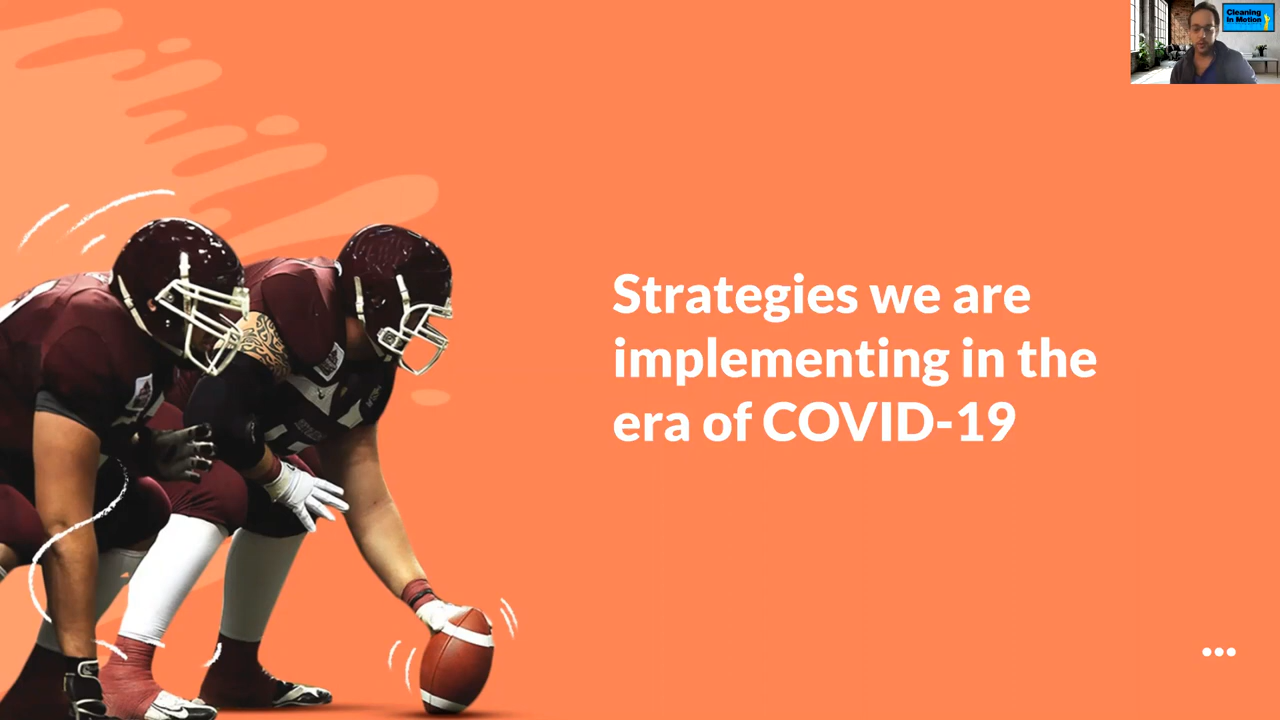 Cleaning
In Motion
Strategies we are
implementing in the
era of COVID-19